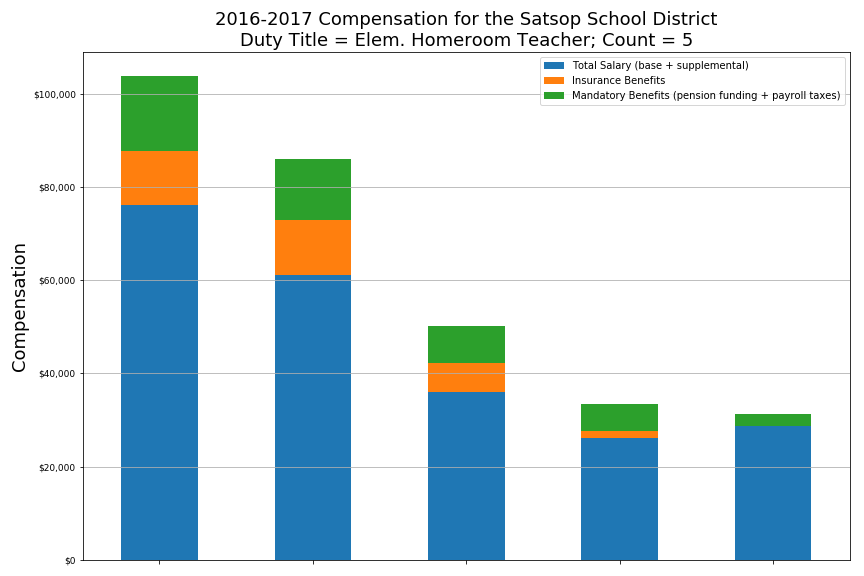 2016-2017 Compensation for the Satsop School District
Duty Title = Elem. Homeroom Teacher; Count = 5
Total Salary (base + supplemental)
Insurance Benefits
Mandatory Benefits (pension funding + payroll taxes)
$100,000
$80,000
$60,000
$40,000
$20,000
$0
Compensation